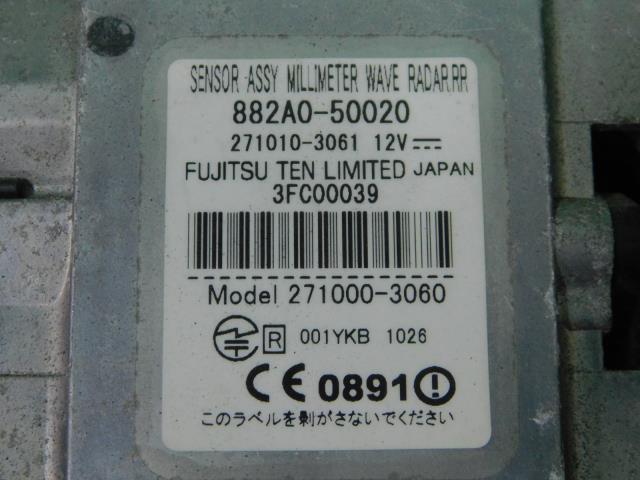 SENSOR ASSY MILLIMETER WAVE RADAR,RR
882A0-50020
271010-3061 12V
FUJITSU TEN LIMITED JAPAN
3FC00039
Model 271000-3060
R 001YKB 1026
CE 0891
このラベルを剥がさないでください